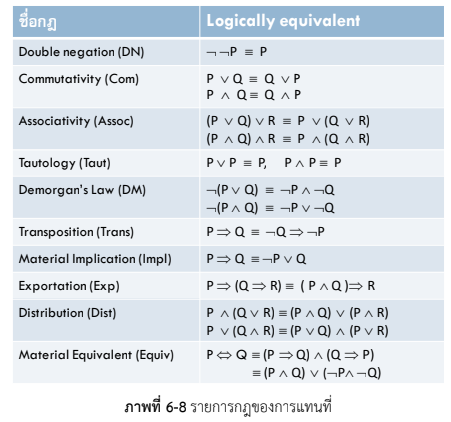 ชื่อกฎ Logically equivalent
Double negation (DN) ¬ ¬P ≡ P
Commutativity (Com) P ∨ Q ≡ Q ∨ P
P ∧ Q ≡ Q ∧ P
Associativity (Assoc) (P ∨ Q) ∨ R ≡ P ∨ (Q ∨ R)
(P ∧ Q) ∧ R ≡ P ∧ (Q ∧ R)
Tautology (Taut) P ∨ P ≡ P, P ∧ P ≡ P
Demorgan's Law (DM) ¬(P ∨ Q) ≡ ¬P ∧ ¬Q
¬(P ∧ Q) ≡ ¬P ∨ ¬Q
Transposition (Trans) P ⇒ Q ≡ ¬Q ⇒ ¬P
Material Implication (Impl) P ⇒ Q ≡ ¬P ∨ Q
Exportation (Exp) P ⇒ (Q ⇒ R) ≡ ( P ∧ Q )⇒ R
Distribution (Dist) P ∧ (Q ∨ R) ≡ (P ∧ Q) ∨ (P ∧ R)
P ∨ (Q ∧ R) ≡ (P ∨ Q) ∧ (P ∨ R)
Material Equivalent (Equiv) P ⇔ Q ≡ (P ⇒ Q) ∧ (Q ⇒ P)
≡ (P ∧ Q) ∨ (¬P ∧ ¬Q)
ภาพที่ 6-8 รายการกฎของการแทนที่